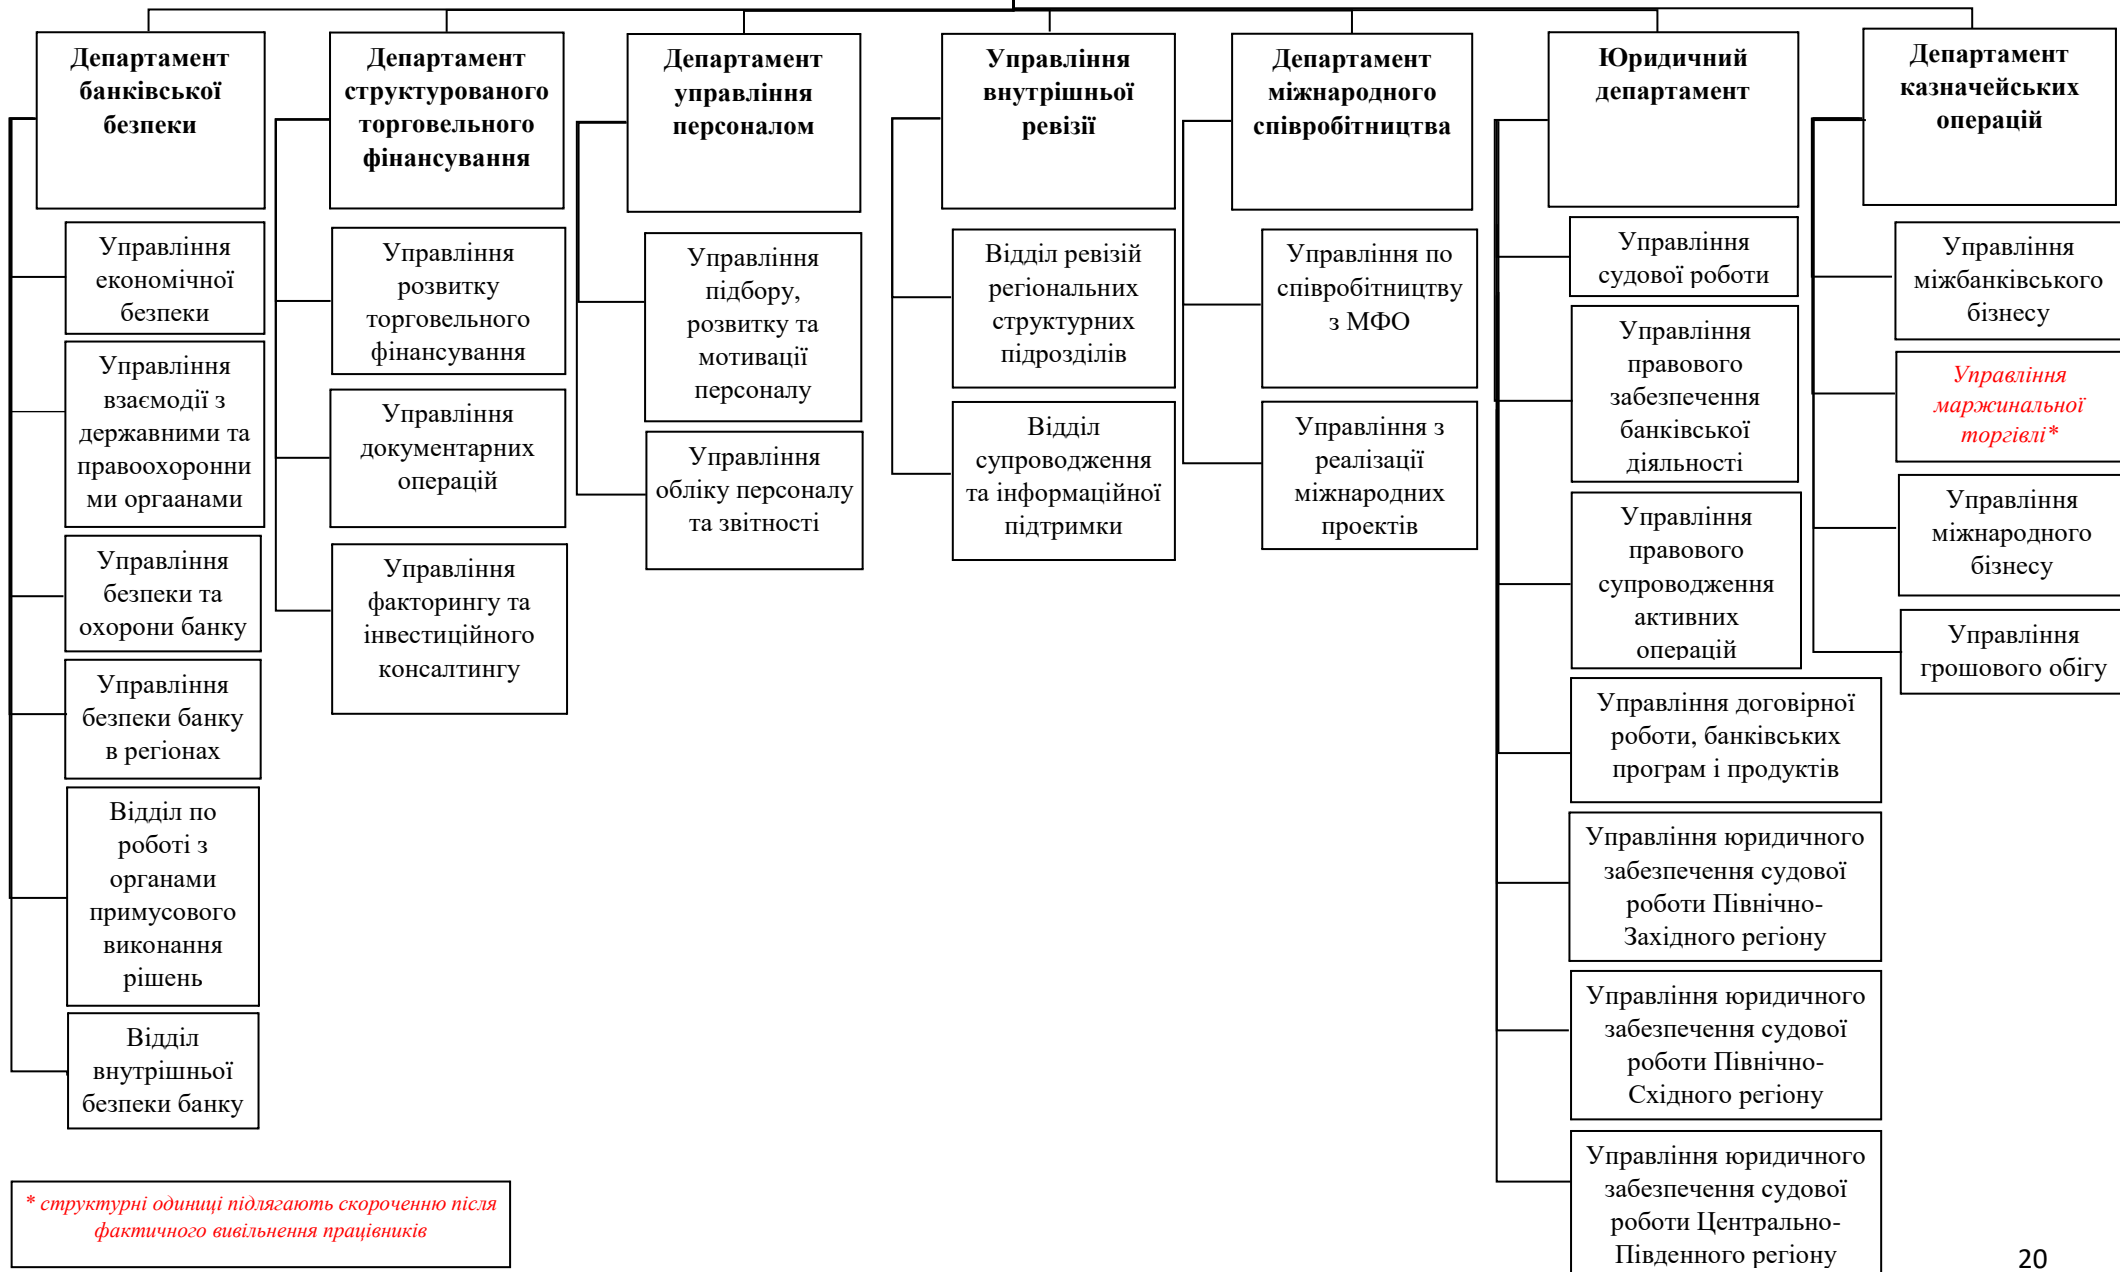 Департамент
банківської
безпеки
Управління
економічної
безпеки
Управління
взаємодії з
державними та
правоохоронни
ми оргаанами
Управління
безпеки та
охорони банку
Управління
безпеки банку
в регіонах
Відділ по
роботі з
органами
примусового
виконання
рішень
Відділ
внутрішньої
безпеки банку
Департамент
структурованого
торговельного
фінансування
Управління
розвитку
торговельного
фінансування
Управління
документарних
операцій
Управління
факторингу та
інвестиційного
консалтингу
Департамент
управління
персоналом
Управління
підбору,
розвитку та
мотивації
персоналу
Управління
обліку персоналу
та звітності
Управління
внутрішньої
ревізії
Відділ ревізій
регіональних
структурних
підрозділів
Відділ
супроводження
та інформаційної
підтримки
Департамент
міжнародного
співробітництва
Управління по
співробітництву
з МФО
Управління з
реалізації
міжнародних
проектів
Юридичний
департамент
Управління
судової роботи
Управління
правового
забезпечення
банківської
діяльності
Управління
правового
супроводження
активних
операцій
Управління договірної
роботи, банківських
програм і продуктів
Управління юридичного
забезпечення судової
роботи Північно-
Західного регіону
Управління юридичного
забезпечення судової
роботи Північно-
Східного регіону
Управління юридичного
забезпечення судової
роботи Центрально-
Південного регіону
Департамент
казначейських
операцій
Управління
міжбанківського
бізнесу
Управління
маржинальної
торгівлі*
Управління
міжнародного
бізнесу
Управління
грошового обігу
* структурні одиниці підлягають скороченню після
фактичного вивільнення працівників
20